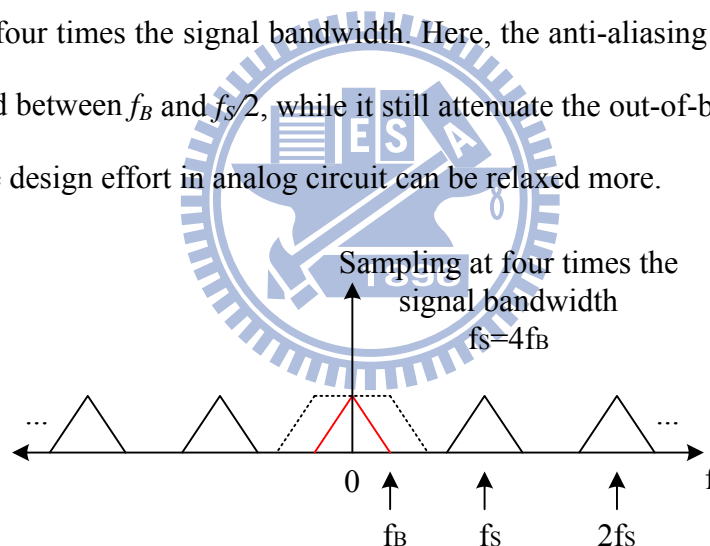 four times the signal bandwidth. Here, the anti-aliasing
d between fB and fS/2, while it still attenuate the out-of-b
e design effort in analog circuit can be relaxed more.
ESA
Sampling at four times the
1896
signal bandwidth
fs=4fB
... ...
0 f
fB fs 2fs